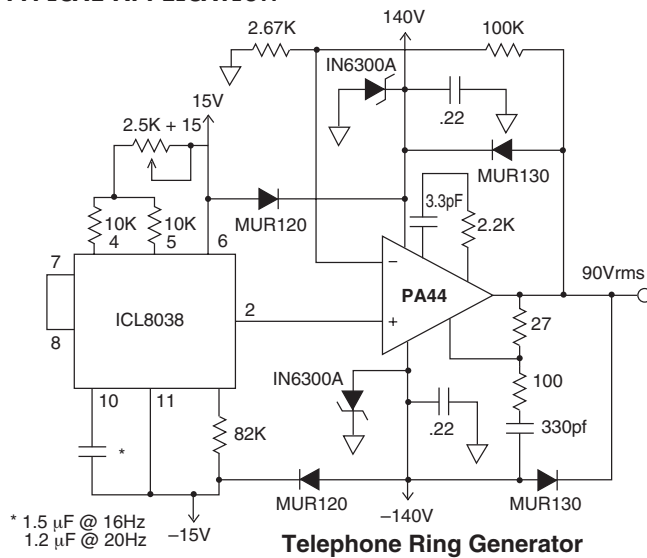 140V
2.67K
100K
IN6300A
15V
.22
2.5K + 15
MUR130
3.3pF
10K
10K
MUR120
2.2K
4
5
6
7
90Vrms
–
PA44
ICL8038
2
+
27
8
IN6300A
100
10
11
82K
.22
330pf
*
MUR120
MUR130
* 1.5 µF @ 16Hz
–15V
–140V
1.2 µF @ 20Hz
Telephone Ring Generator